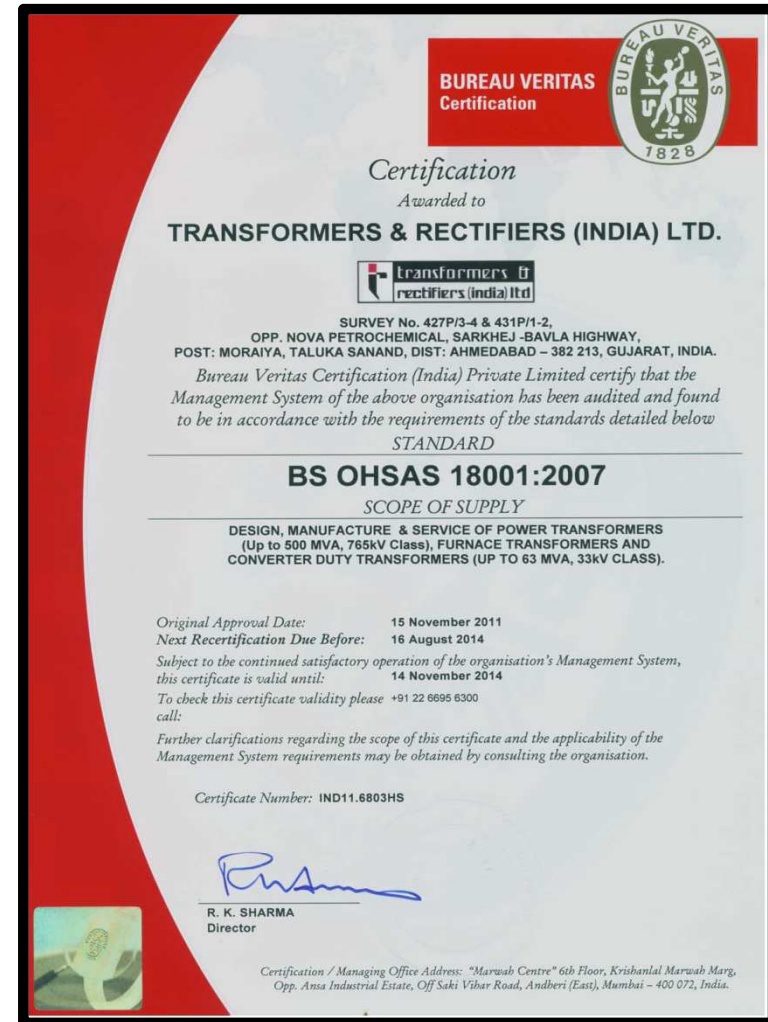 BUREAU VERITAS
Certification
BUREAU VERITAS
1828
Certification
Awarded to
TRANSFORMERS & RECTIFIERS (INDIA) LTD.
transformers &
rectifiers (india) ltd
SURVEY No. 427P/3-4 & 431P/1-2,
OPP. NOVA PETROCHEMICAL, SARKHEJ -BAVLA HIGHWAY,
POST: MORAIYA, TALUKA SANAND, DIST: AHMEDABAD – 382 213, GUJARAT, INDIA.
Bureau Veritas Certification (India) Private Limited certify that the
Management System of the above organisation has been audited and found
to be in accordance with the requirements of the standards detailed below
STANDARD
BS OHSAS 18001:2007
SCOPE OF SUPPLY
DESIGN, MANUFACTURE & SERVICE OF POWER TRANSFORMERS
(Up to 500 MVA, 765kV Class), FURNACE TRANSFORMERS AND
CONVERTER DUTY TRANSFORMERS (UP TO 63 MVA, 33kV CLASS).
Original Approval Date: 15 November 2011
Next Recertification Due Before: 16 August 2014
Subject to the continued satisfactory operation of the organisation's Management System,
this certificate is valid until: 14 November 2014
To check this certificate validity please +91 22 6695 6300
call:
Further clarifications regarding the scope of this certificate and the applicability of the
Management System requirements may be obtained by consulting the organisation.
Certificate Number: IND11.6803HS
R. K. SHARMA
Director
Certification / Managing Office Address: "Marwah Centre" 6th Floor, Krishanlal Marwah Marg,
Opp. Ansa Industrial Estate, Off Saki Vihar Road, Andheri (East), Mumbai – 400 072, India.